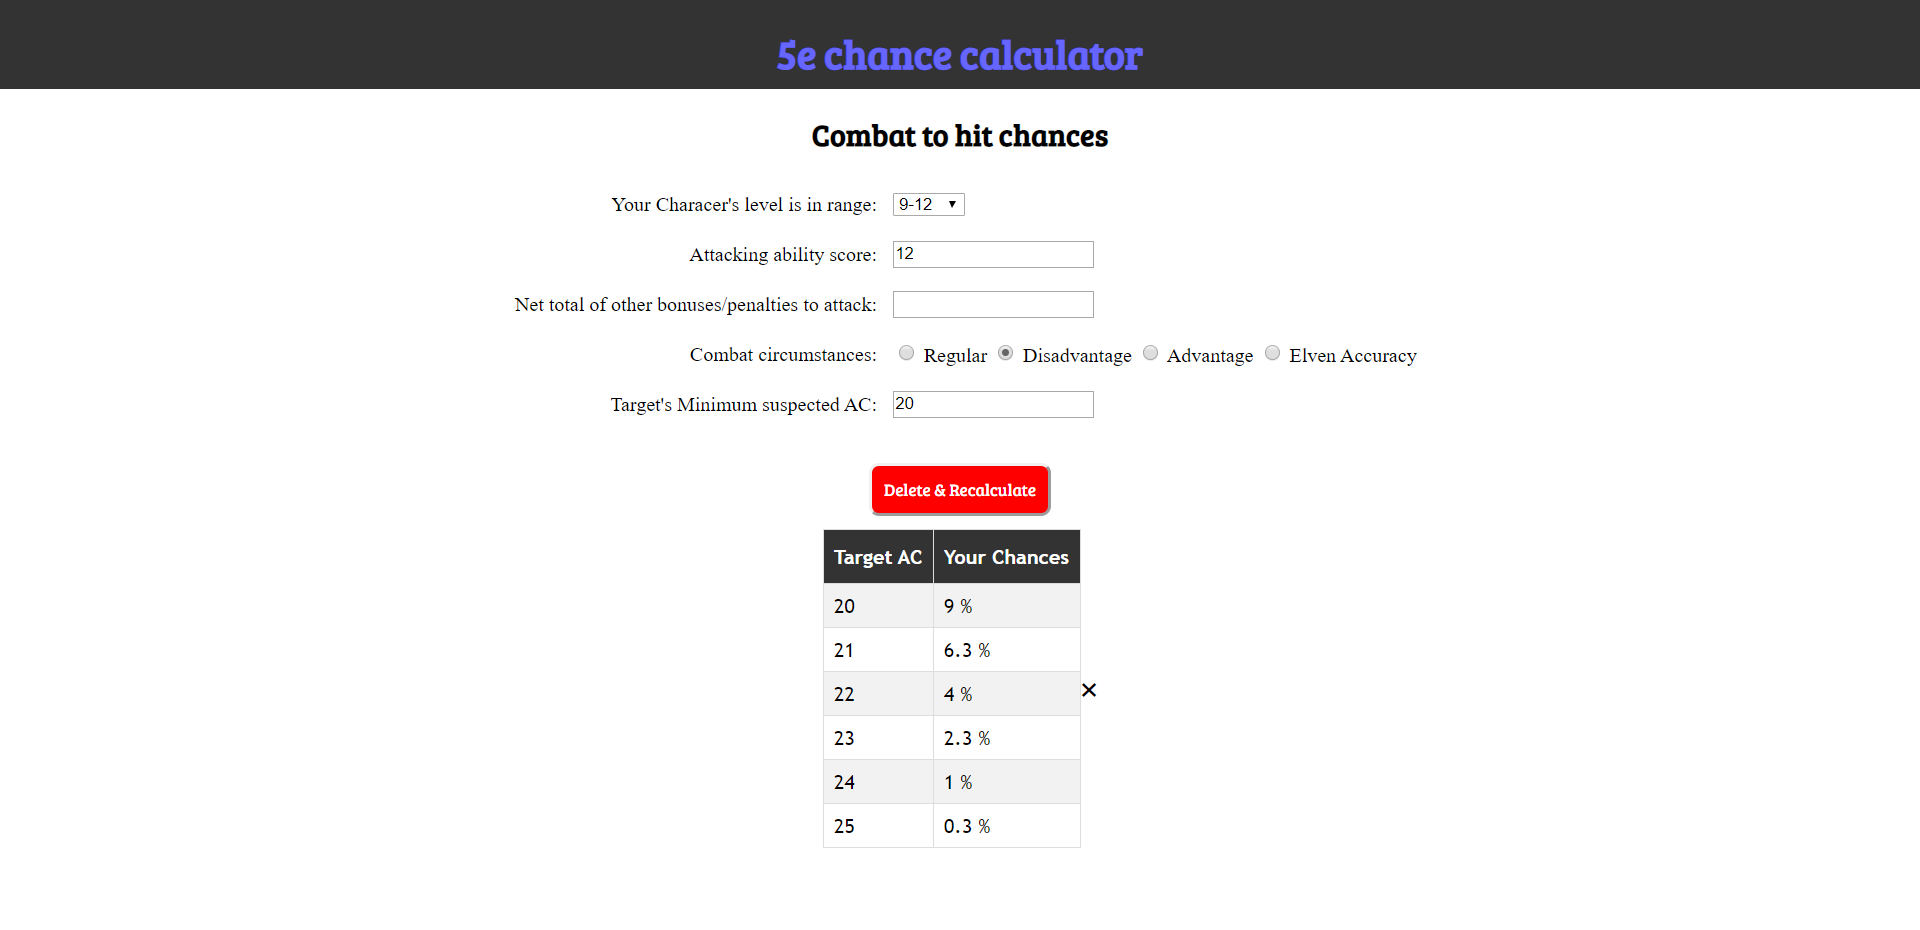 5e chance calculator
Combat to hit chances
Your Characer's level is in range: 9-12
Attacking ability score: 12
Net total of other bonuses/penalties to attack:
Combat circumstances: Regular Disadvantage Advantage Elven Accuracy
Target's Minimum suspected AC: 20
Delete & Recalculate
Target AC Your Chances
20 9 %
21 6.3 %
22 4 %
23 2.3 %
24 1 %
25 0.3 %